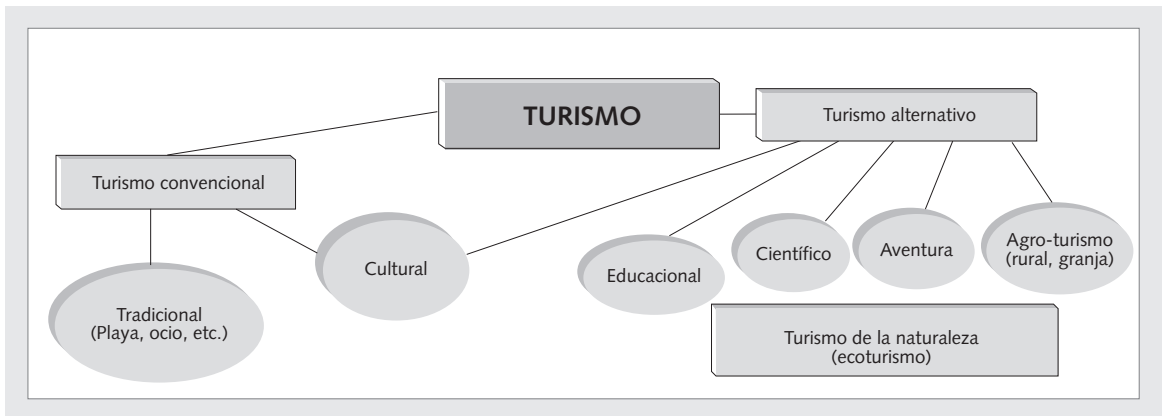 TURISMO
Turismo alternativo
Turismo convencional
Tradicional
(Playa, ocio, etc.)
Cultural
Educacional
Científico
Aventura
Agro-turismo
(rural, granja)
Turismo de la naturaleza
(ecoturismo)